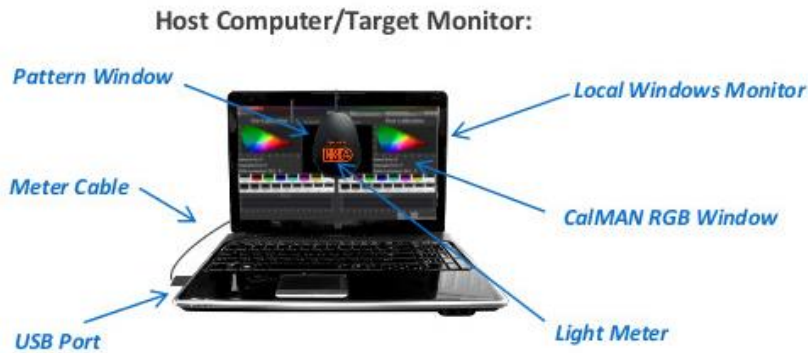 Host Computer/Target Monitor:
Pattern Window
Local Windows Monitor
Meter Cable
CalMAN RGB Window
USB Port
Light Meter